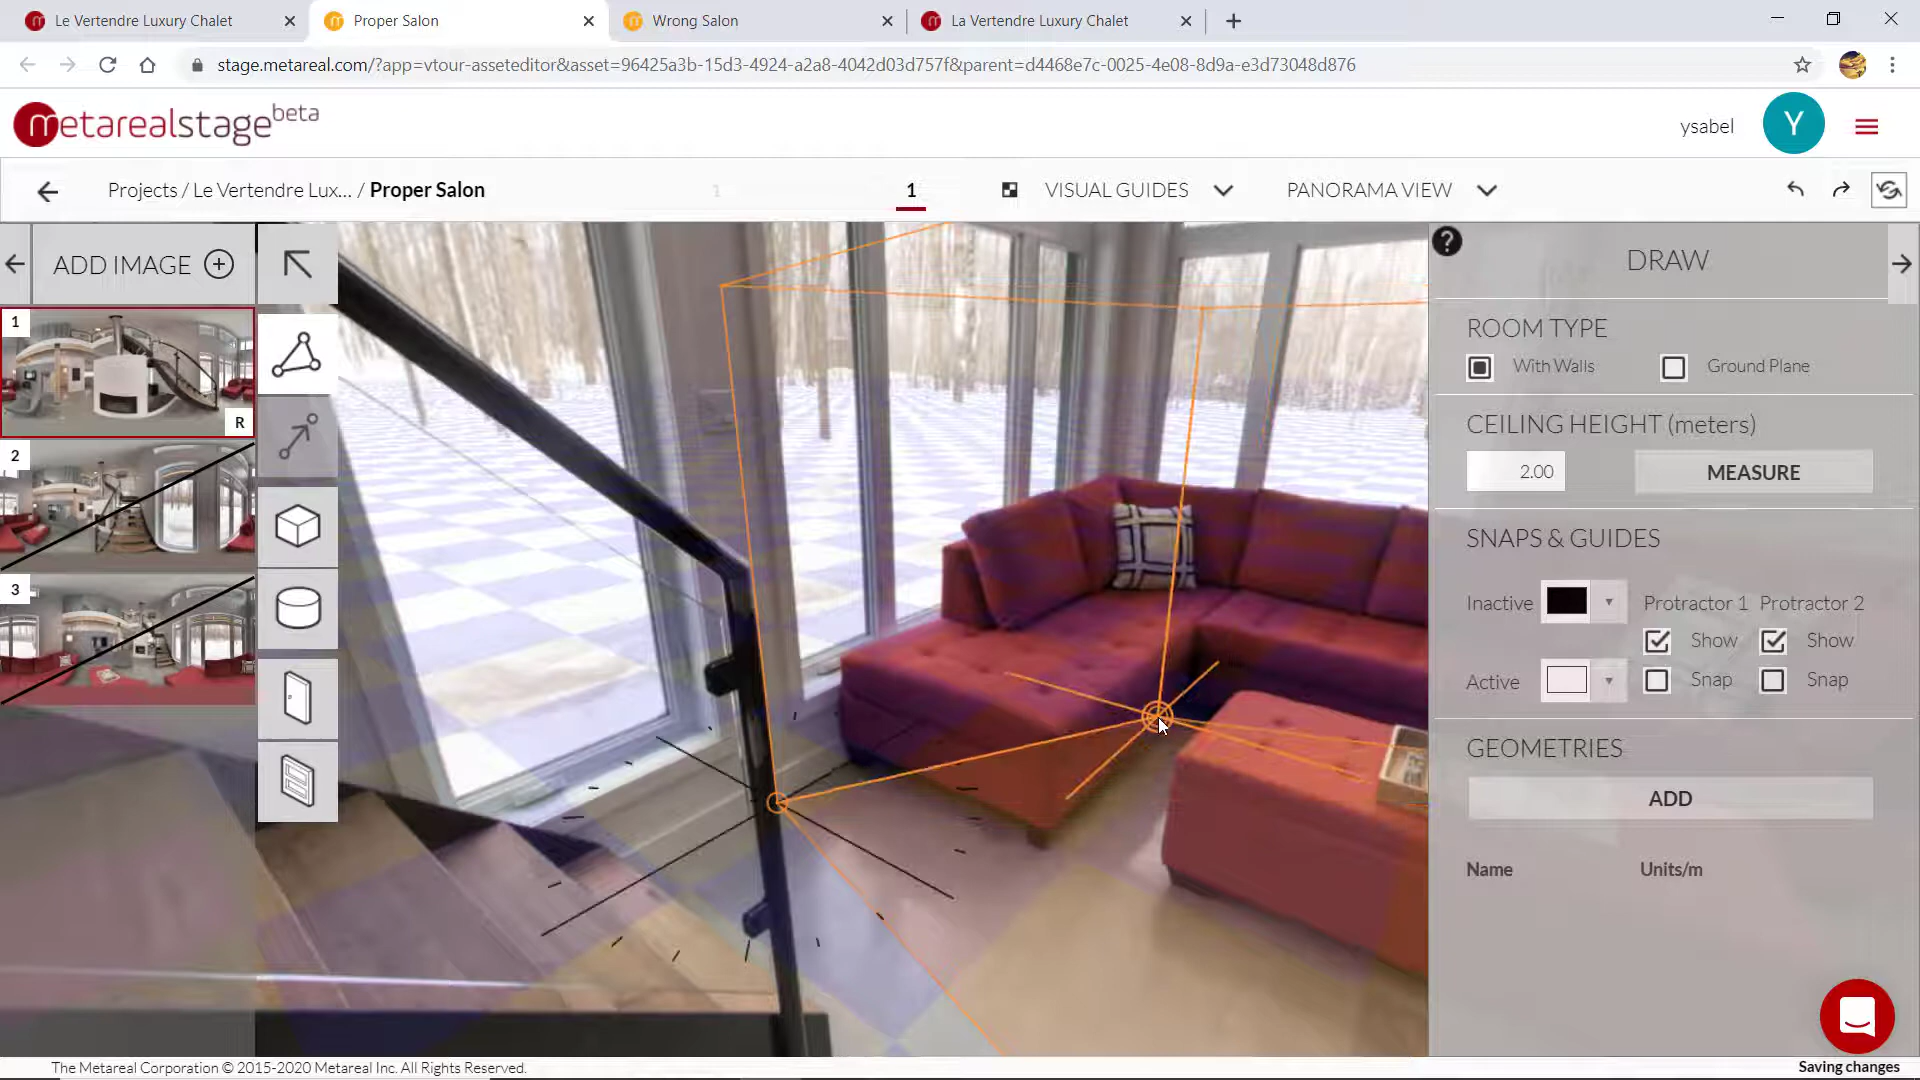 Le Vertendre Luxury Chalet
Proper Salon
Wrong Salon
La Vertendre Luxury Chalet
stage.metareal.com/?app=vtour-asseteditor&asset=96425a3b-15d3-4924-a2a8-4042d03d757f&parent=d4468e7c-0025-4e08-8d9a-e3d73048d876
metarealstage beta
ysabel
Y
Projects / Le Vertendre Lux... / Proper Salon
1
1
VISUAL GUIDES
PANORAMA VIEW
ADD IMAGE
1
R
2
3
?
DRAW
ROOM TYPE
With Walls
Ground Plane
CEILING HEIGHT (meters)
2.00
MEASURE
SNAPS & GUIDES
Inactive
Protractor 1
Protractor 2
Show
Show
Active
Snap
Snap
GEOMETRIES
ADD
Name
Units/m
The Metareal Corporation © 2015-2020 Metareal Inc. All Rights Reserved.
Saving changes